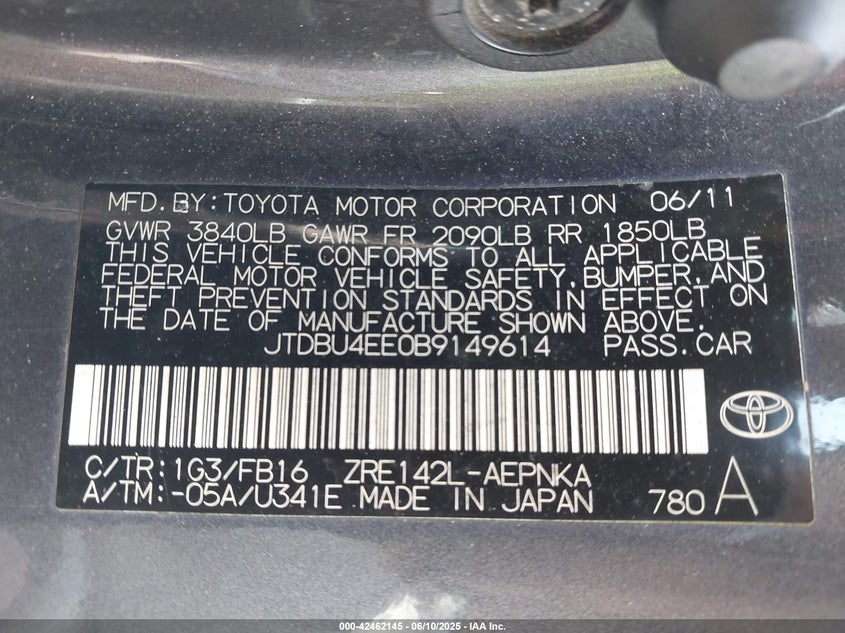 MFD. BY: TOYOTA MOTOR CORPORATION 06/11
GVWR 3840LB GAWR FR 2090LB RR 1850LB
THIS VEHICLE CONFORMS TO ALL APPLICABLE
FEDERAL MOTOR VEHICLE SAFETY, BUMPER, AND
THEFT PREVENTION STANDARDS IN EFFECT ON
THE DATE OF MANUFACTURE SHOWN ABOVE.
JTDBU4EE0B9149614 PASS. CAR
C/TR: 1G3/FB16 ZRE142L-AEPNKA
A/TM: -05A/U341E MADE IN JAPAN 780 A
000-42462145 - 06/10/2025 - IAA Inc.